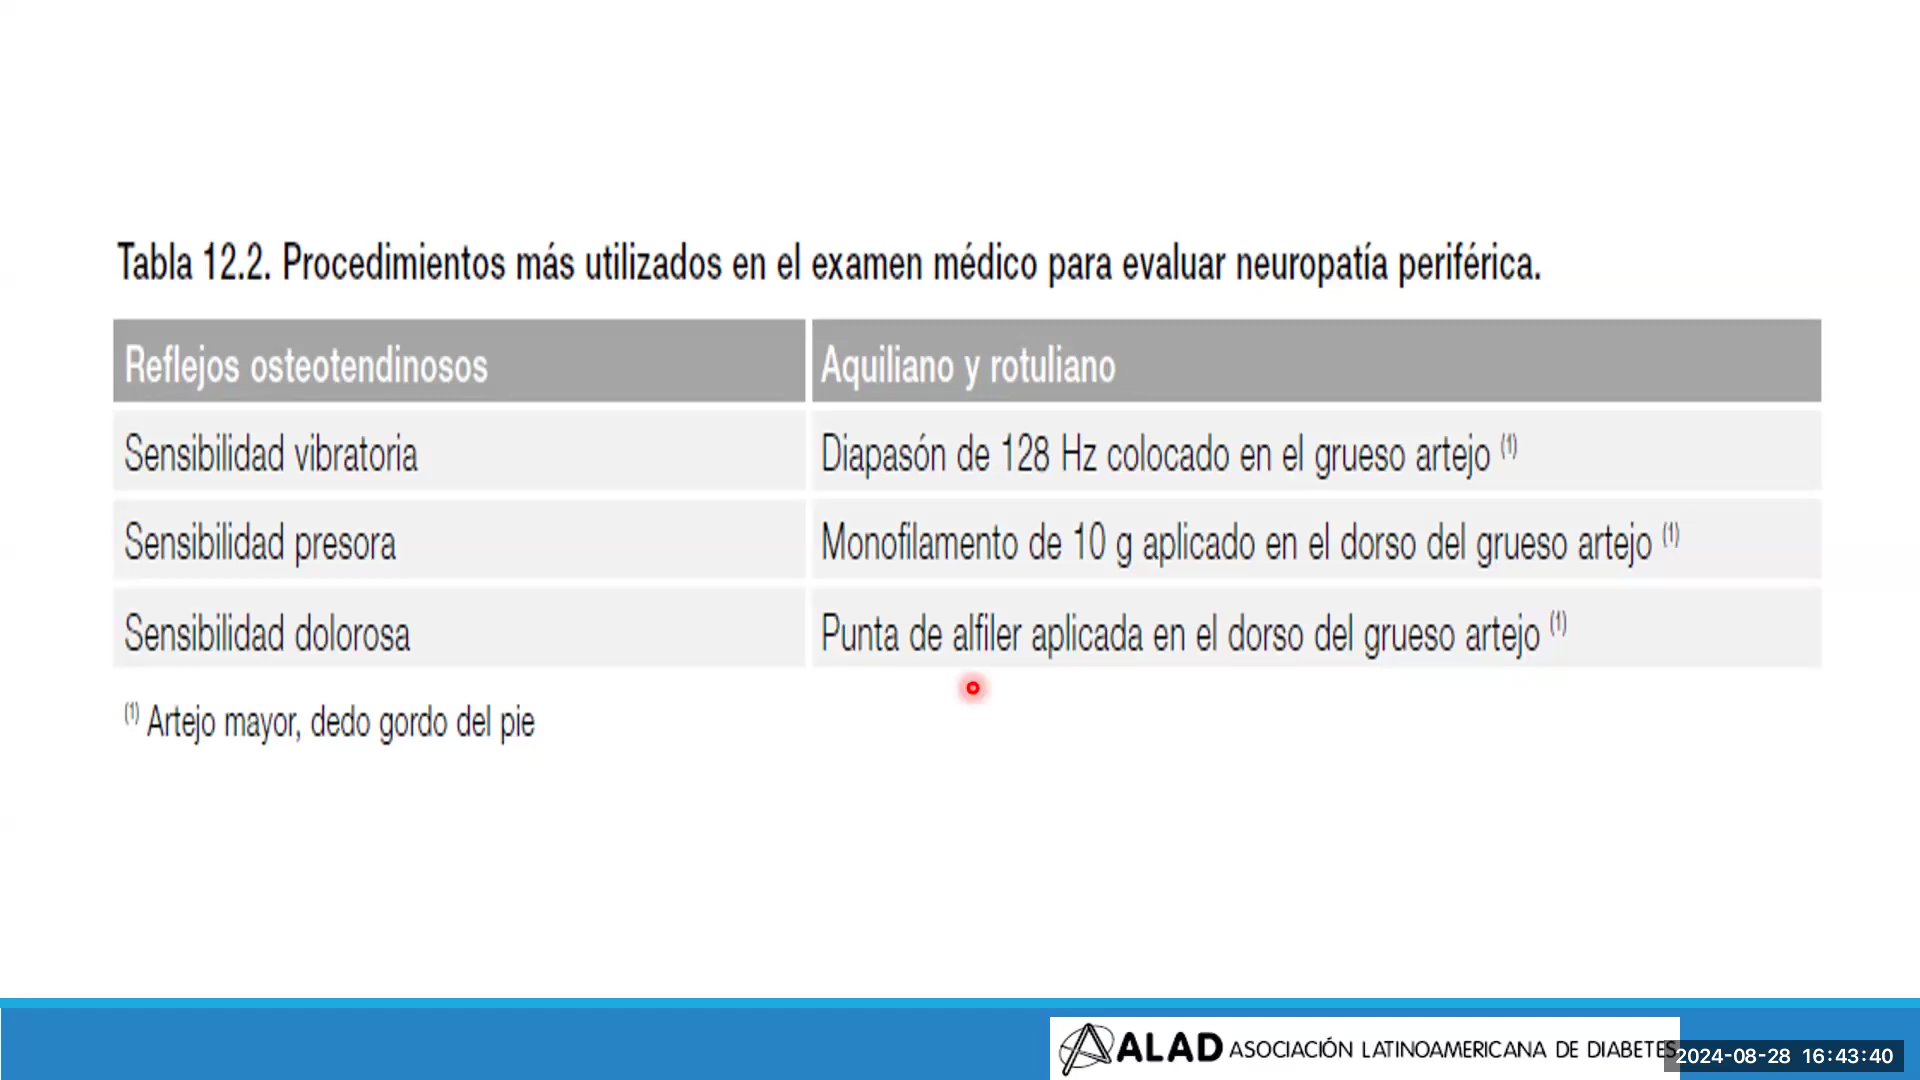 Tabla 12.2. Procedimientos más utilizados en el examen médico para evaluar neuropatía periférica.
Reflejos osteotendinosos Aquiliano y rotuliano
Sensibilidad vibratoria Diapasón de 128 Hz colocado en el grueso artejo (1)
Sensibilidad presora Monofilamento de 10 g aplicado en el dorso del grueso artejo (1)
Sensibilidad dolorosa Punta de alfiler aplicada en el dorso del grueso artejo (1)
(1) Artejo mayor, dedo gordo del pie
ALAD ASOCIACIÓN LATINOAMERICANA DE DIABETES
2024-08-28 16:43:40